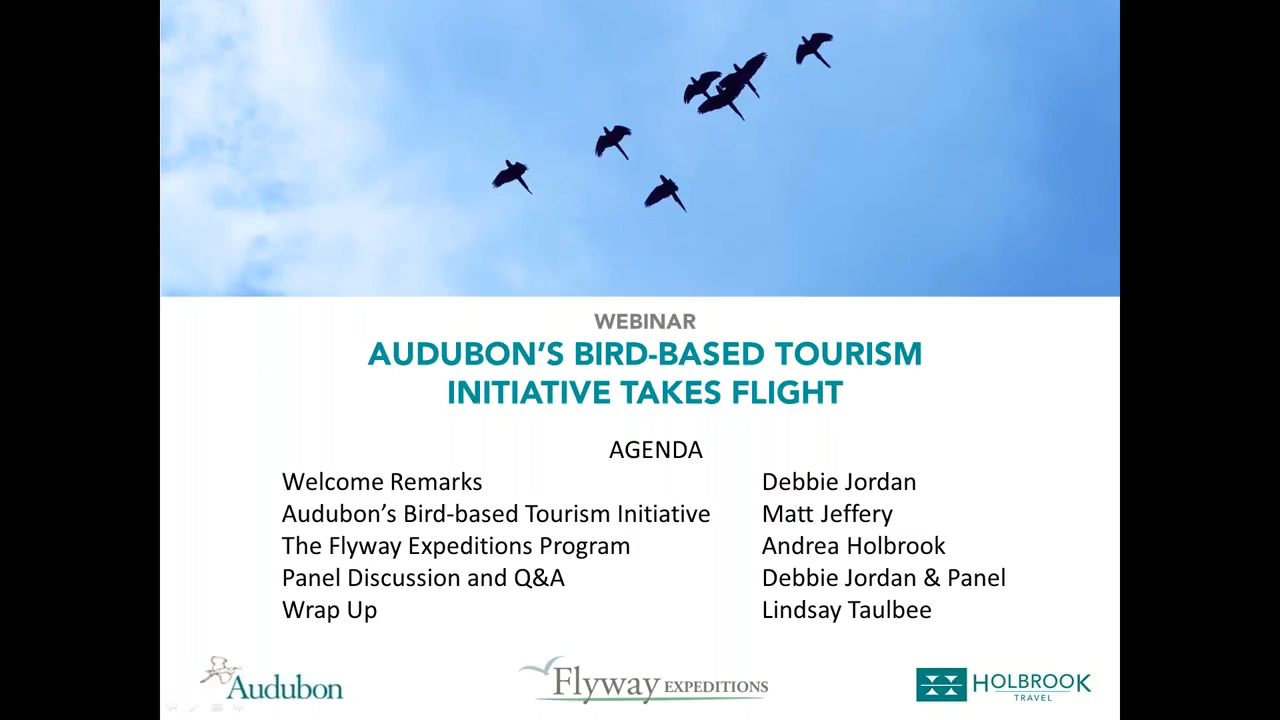 WEBINAR
AUDUBON’S BIRD-BASED TOURISM
INITIATIVE TAKES FLIGHT
AGENDA
Welcome Remarks Debbie Jordan
Audubon’s Bird-based Tourism Initiative Matt Jeffery
The Flyway Expeditions Program Andrea Holbrook
Panel Discussion and Q&A Debbie Jordan & Panel
Wrap Up Lindsay Taulbee
Audubon Flyway EXPEDITIONS HOLBROOK
TRAVEL